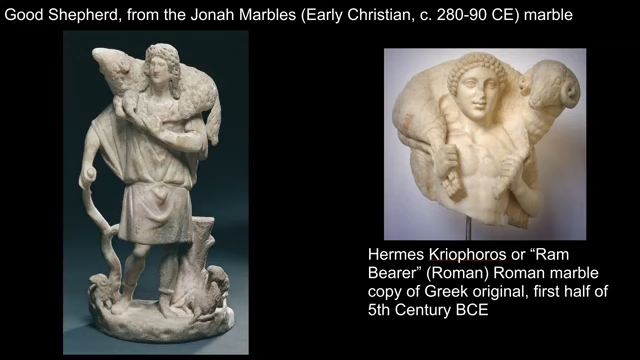 Good Shepherd, from the Jonah Marbles (Early Christian, c. 280-90 CE) marble
Hermes Kriophoros or “Ram
Bearer” (Roman) Roman marble
copy of Greek original, first half of
5th Century BCE